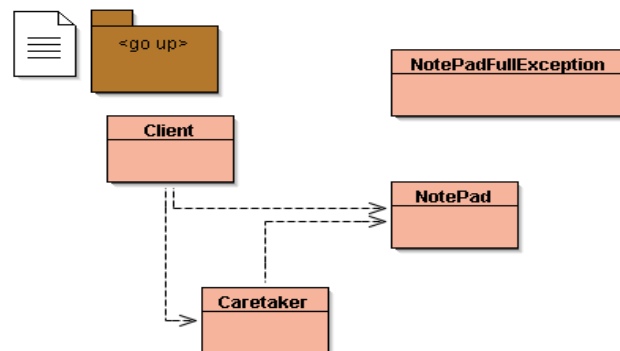 <go up>
NotePadFullException
Client
NotePad
Caretaker